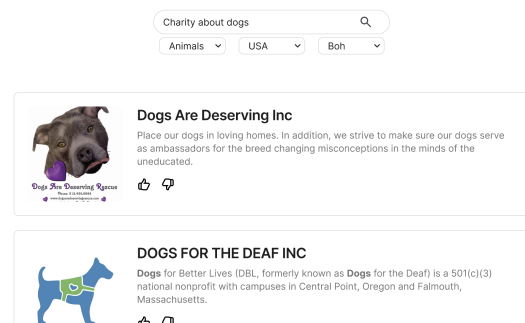 Charity about dogs
Animals
USA
Boh
Dogs Are Deserving Inc
Place our dogs in loving homes. In addition, we strive to make sure our dogs serve
as ambassadors for the breed changing misconceptions in the minds of the
uneducated.
Dogs Are Deserving Rescue
DOGS FOR THE DEAF INC
Dogs for Better Lives (DBL, formerly known as Dogs for the Deaf) is a 501(c)(3)
national nonprofit with campuses in Central Point, Oregon and Falmouth,
Massachusetts.